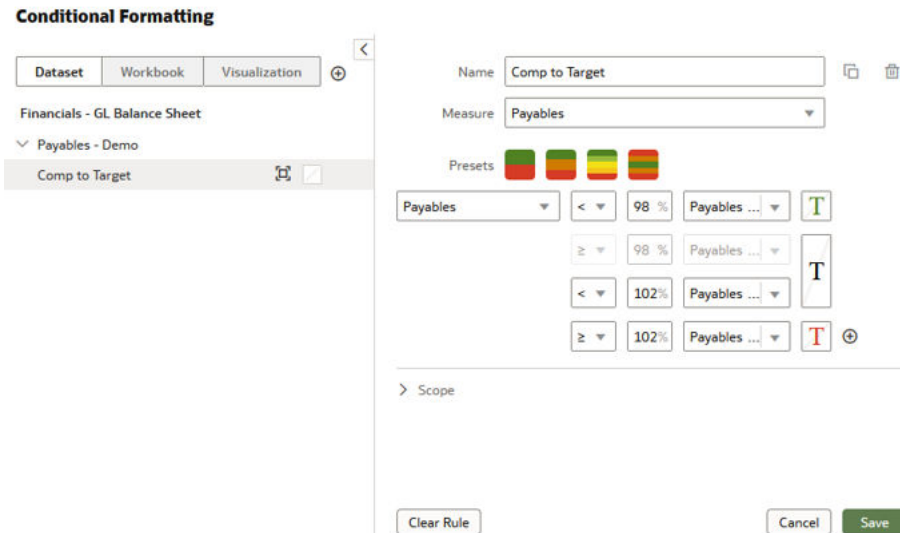 Conditional Formatting
Dataset Workbook Visualization
Financials - GL Balance Sheet
Payables - Demo
Comp to Target
Name Comp to Target
Measure Payables
Presets
Payables < 98 % Payables ... T
≥ 98 % Payables ...
T
< 102% Payables ...
≥ 102% Payables ... T
Scope
Clear Rule Cancel Save